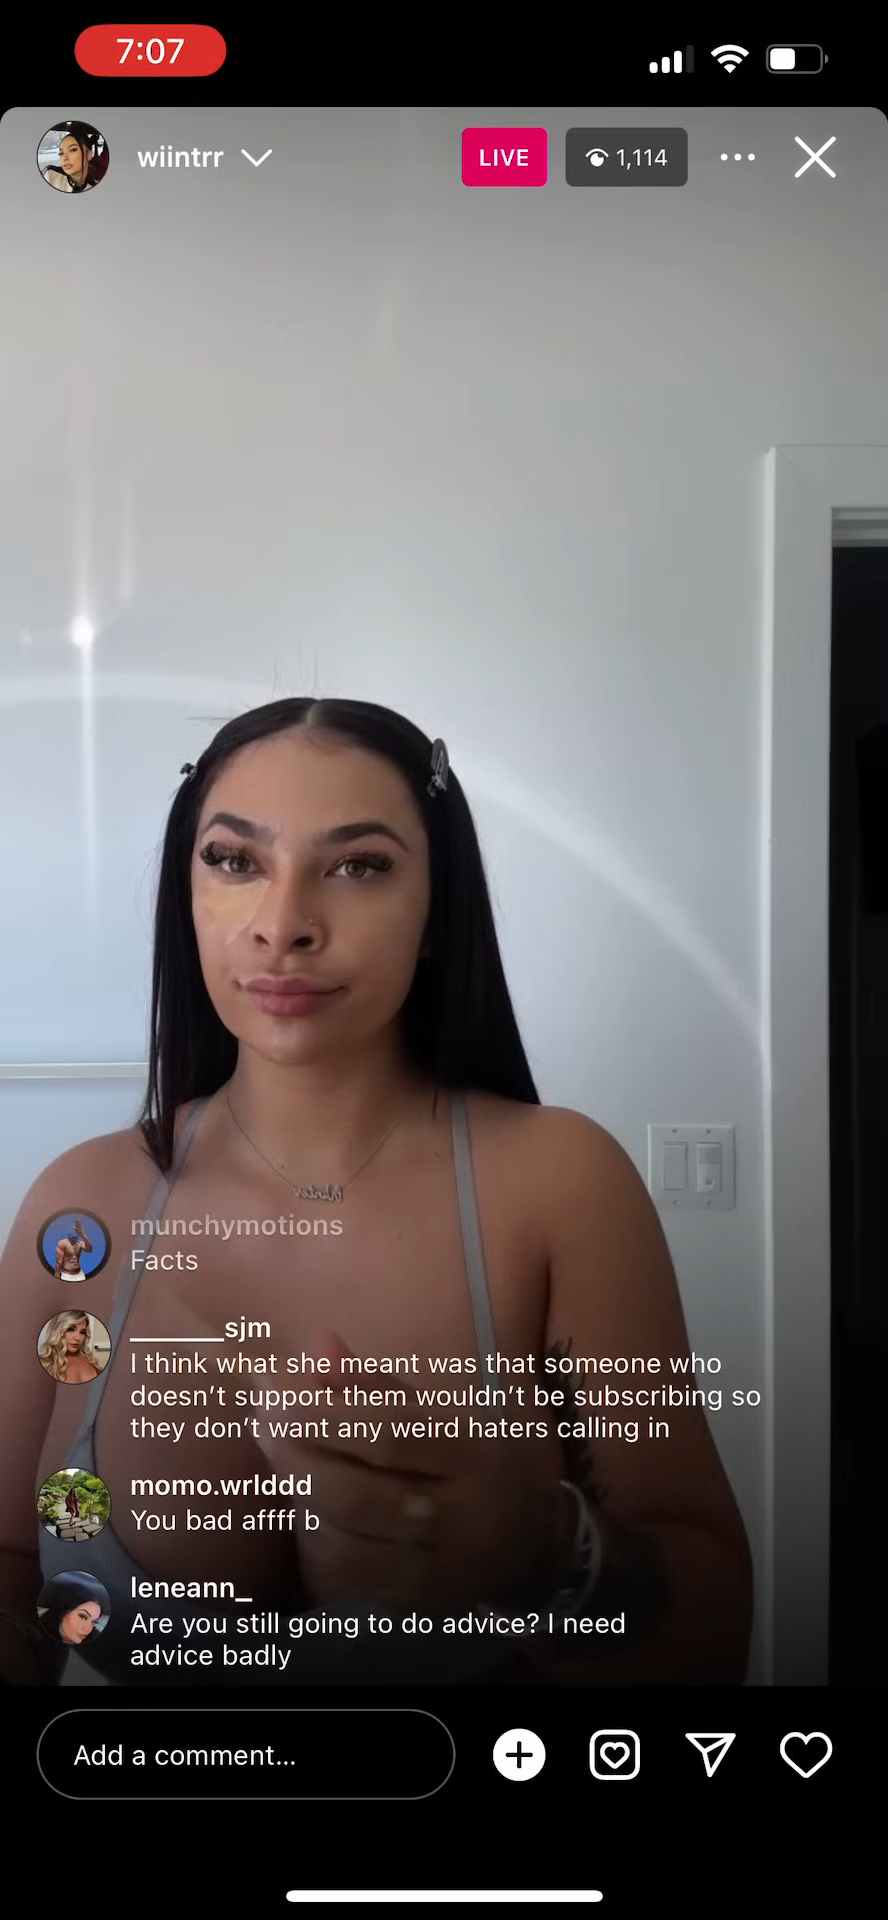 7:07
wiintrr
LIVE
1,114
Winter
munchymotions
Facts
______sjm
I think what she meant was that someone who
doesn't support them wouldn't be subscribing so
they don't want any weird haters calling in
momo.wrlddd
You bad affff b
leneann_
Are you still going to do advice? I need
advice badly
Add a comment...